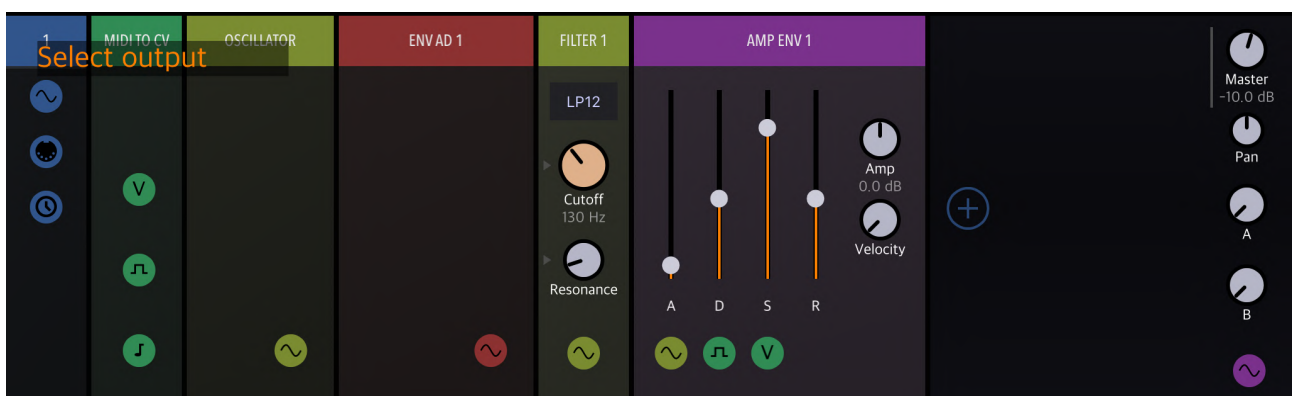 1
MIDI TO CV
OSCILLATOR
ENV AD 1
FILTER 1
AMP ENV 1
Select output
LP12
Cutoff
130 Hz
Resonance
A
D
S
R
Amp
0.0 dB
Velocity
Master
-10.0 dB
Pan
A
B
V
V